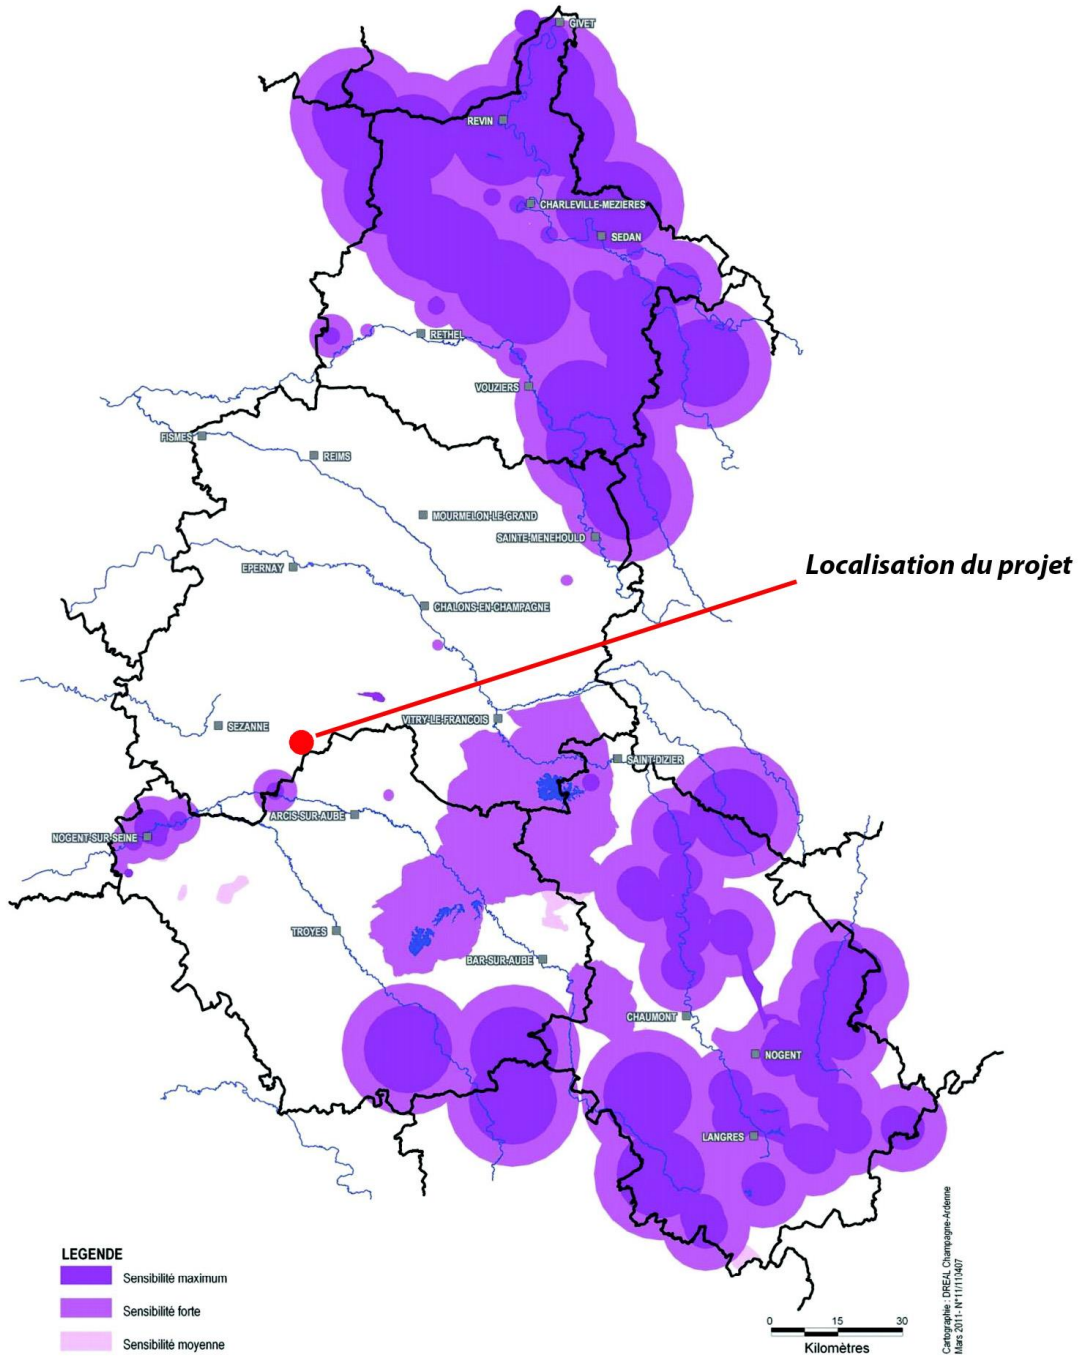 GIVET
REVIN
CHARLEVILLE-MEZIERES
SEDAN
RETHEL
VOUZIERS
FISMES
REIMS
MOURMELON-LE-GRAND
SAINTE-MENEHOULD
EPERNAY
Localisation du projet
CHALONS-EN-CHAMPAGNE
VITRY-LE-FRANCOIS
SEZANNE
SAINT-DIZIER
ARCIS-SUR-AUBE
NOGENT-SUR-SEINE
TROYES
BAR-SUR-AUBE
CHAUMONT
NOGENT
LANGRES
LEGENDE
Sensibilité maximum
Sensibilité forte
Sensibilité moyenne
0 15 30
Kilomètres
Cartographie : DREAL Champagne-Ardenne
Mars 2011- N°11/110407